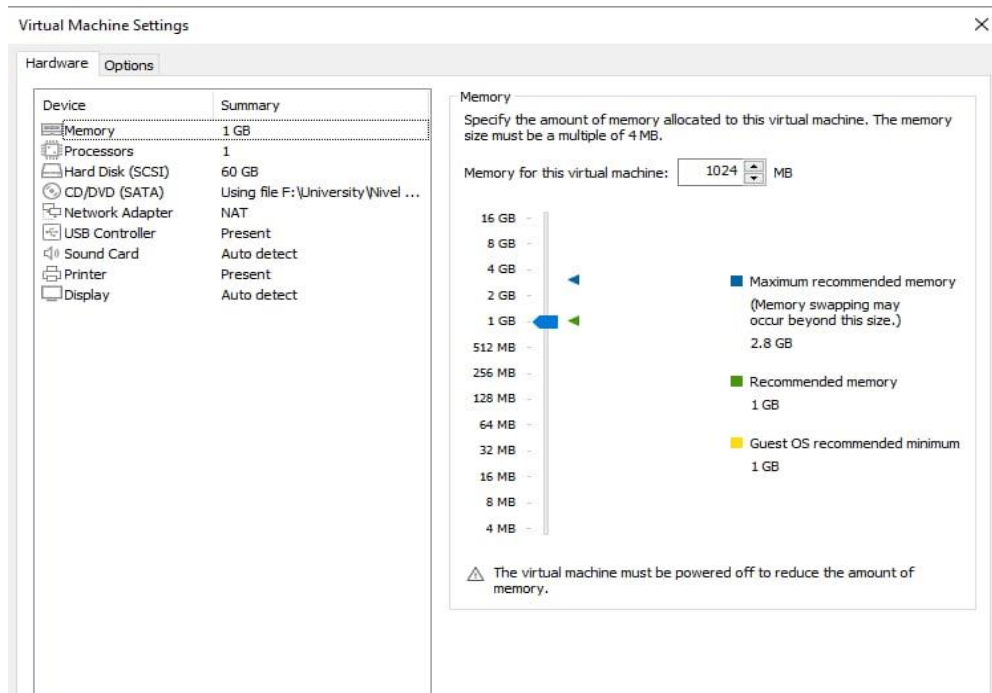 Virtual Machine Settings
Hardware Options
Device Summary
Memory 1 GB
Processors 1
Hard Disk (SCSI) 60 GB
CD/DVD (SATA) Using file F:\University\Nivel ...
Network Adapter NAT
USB Controller Present
Sound Card Auto detect
Printer Present
Display Auto detect
Memory
Specify the amount of memory allocated to this virtual machine. The memory
size must be a multiple of 4 MB.
Memory for this virtual machine: 1024 MB
16 GB
8 GB
4 GB
2 GB
1 GB
512 MB
256 MB
128 MB
64 MB
32 MB
16 MB
8 MB
4 MB
Maximum recommended memory
(Memory swapping may
occur beyond this size.)
2.8 GB
Recommended memory
1 GB
Guest OS recommended minimum
1 GB
The virtual machine must be powered off to reduce the amount of
memory.